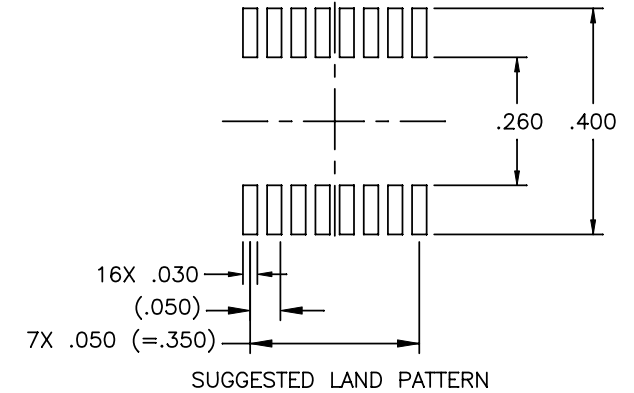 .260 .400
16X .030
(.050)
7X .050 (=.350)
SUGGESTED LAND PATTERN